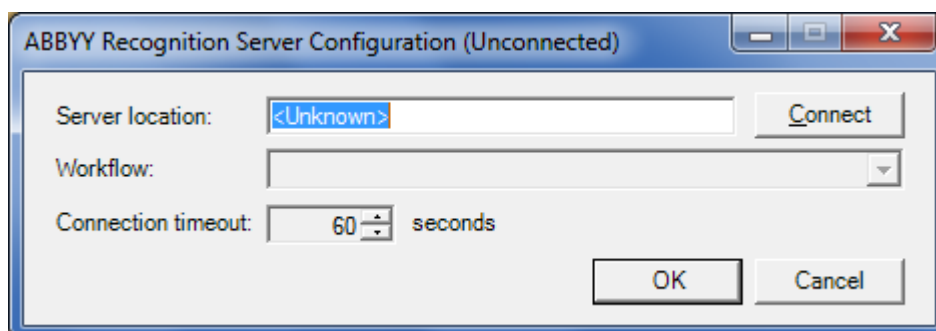 ABBYY Recognition Server Configuration (Unconnected)
Server location: <Unknown> Connect
Workflow:
Connection timeout: 60 seconds
OK Cancel